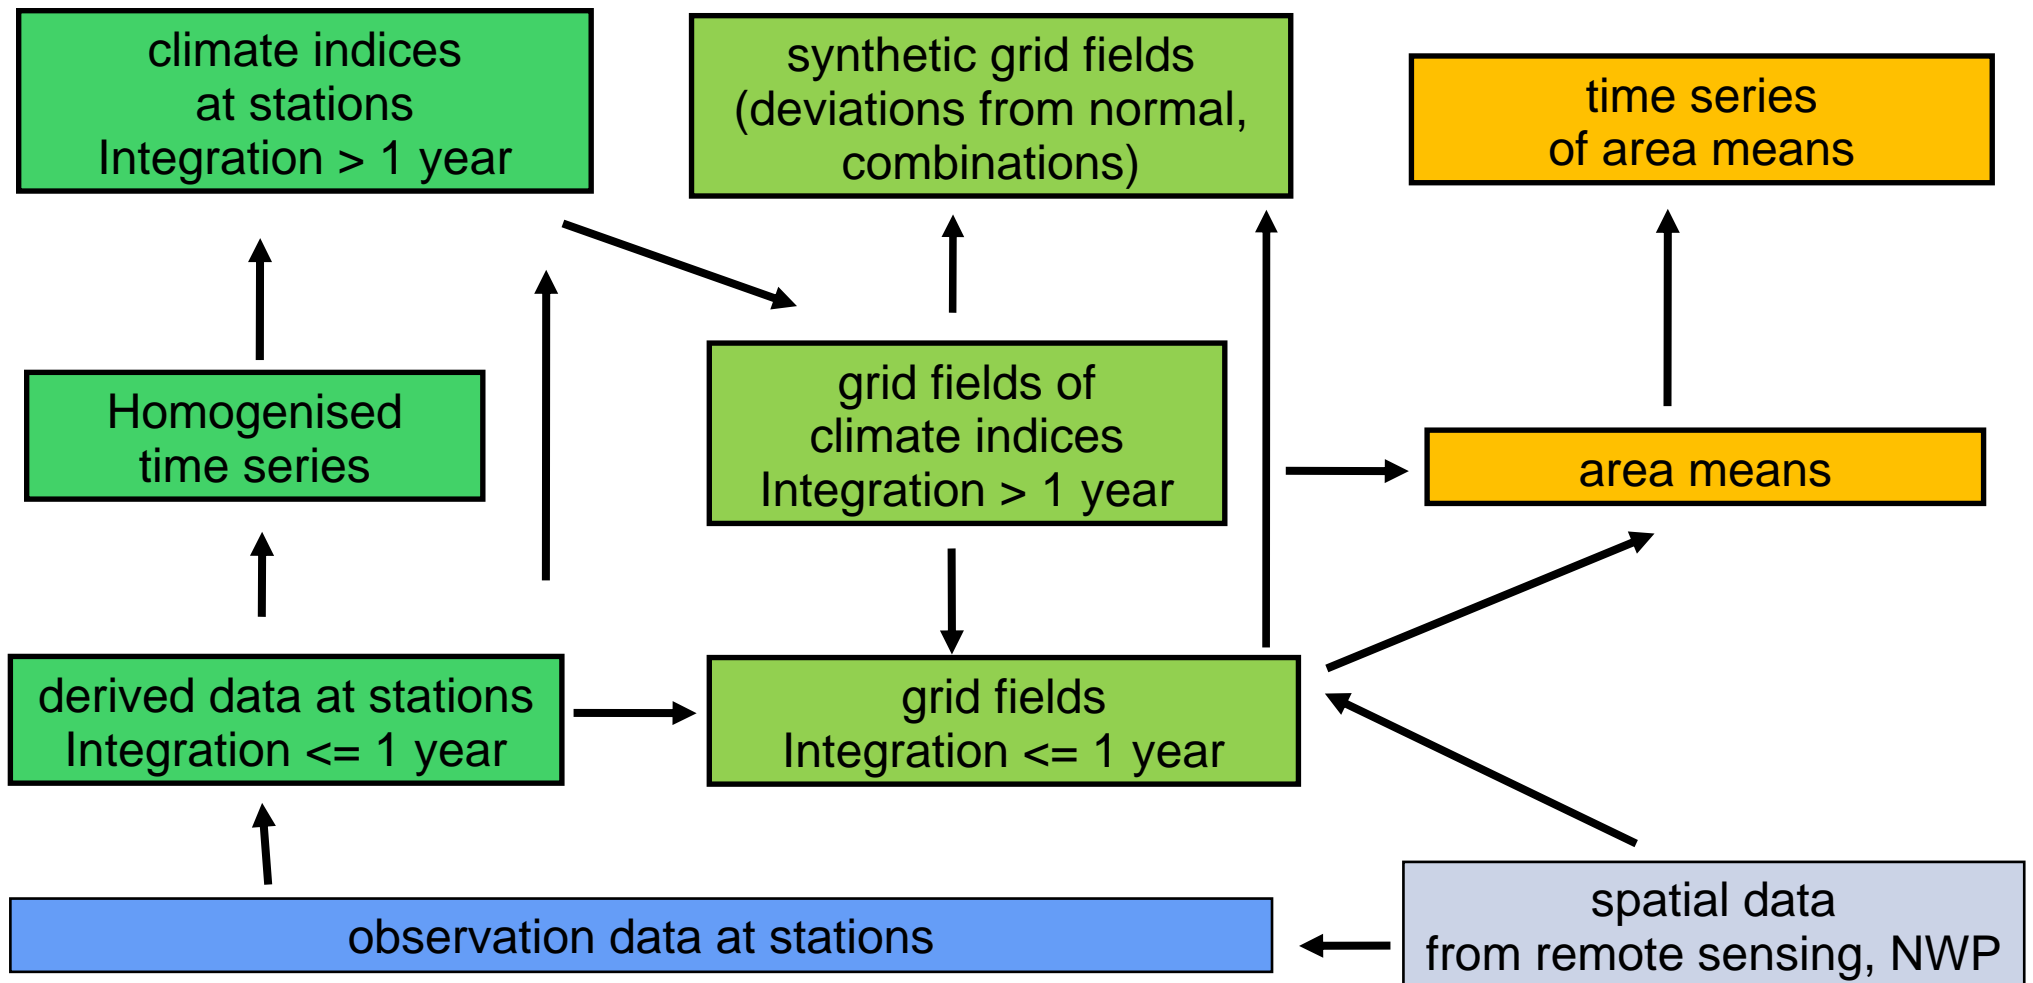 climate indices
at stations
Integration > 1 year
synthetic grid fields
(deviations from normal,
combinations)
time series
of area means
Homogenised
time series
grid fields of
climate indices
Integration > 1 year
area means
derived data at stations
Integration <= 1 year
grid fields
Integration <= 1 year
observation data at stations
spatial data
from remote sensing, NWP